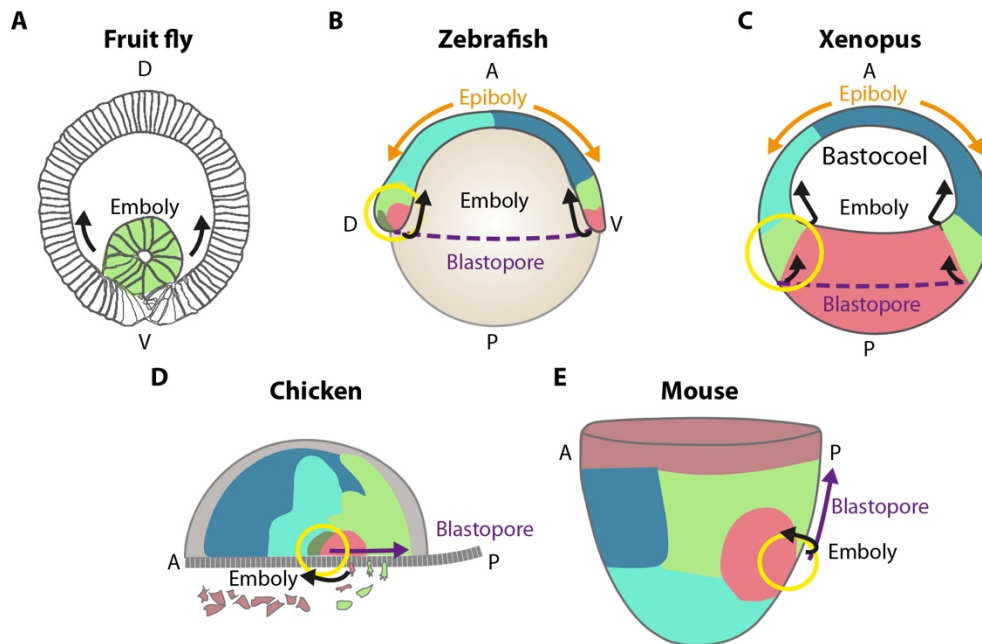 A
Fruit fly
D
Emboly
V
B
Zebrafish
A
Epiboly
Emboly
D
V
Blastopore
P
C
Xenopus
A
Epiboly
Bastocoel
Emboly
Blastopore
P
D
Chicken
Blastopore
A
P
Emboly
E
Mouse
A
P
Blastopore
Emboly